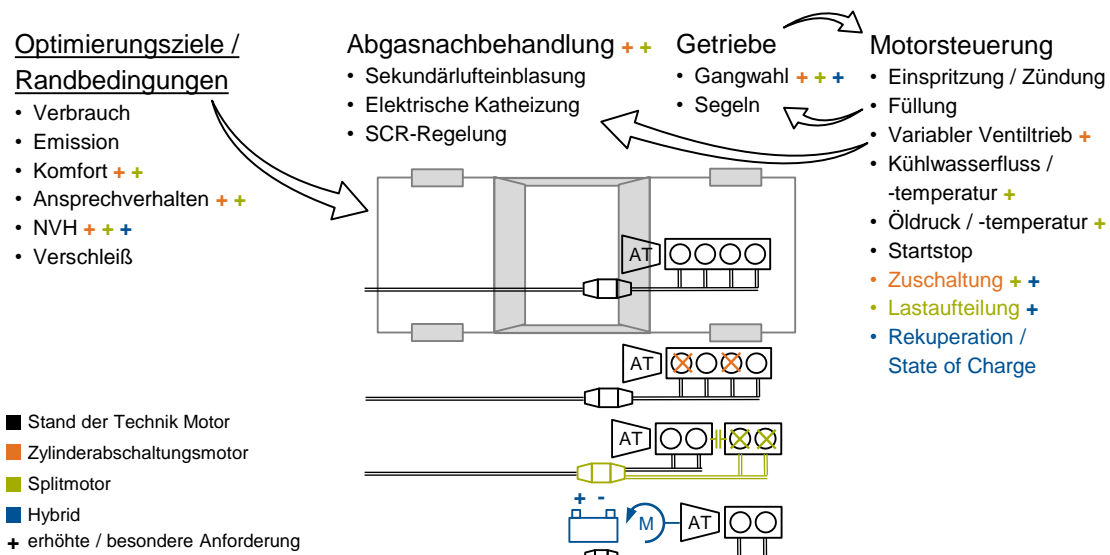 Optimierungsziele /
Randbedingungen
• Verbrauch
• Emission
• Komfort + +
• Ansprechverhalten + +
• NVH + + +
• Verschleiß
Abgasnachbehandlung + +
• Sekundärlufteinblasung
• Elektrische Katheizung
• SCR-Regelung
Getriebe
• Gangwahl + + +
• Segeln
Motorsteuerung
• Einspritzung / Zündung
• Füllung
• Variabler Ventiltrieb +
• Kühlwasserfluss /
-temperatur +
• Öldruck / -temperatur +
• Startstop
• Zuschaltung + +
• Lastaufteilung +
• Rekuperation /
State of Charge
AT
AT
AT
+ -
M
AT
Stand der Technik Motor
Zylinderabschaltungsmotor
Splitmotor
Hybrid
+ erhöhte / besondere Anforderung